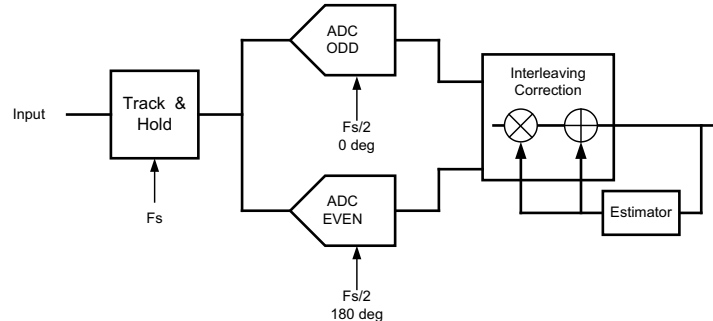 Input
Track &
Hold
Fs
ADC
ODD
Fs/2
0 deg
ADC
EVEN
Fs/2
180 deg
Interleaving
Correction
Estimator